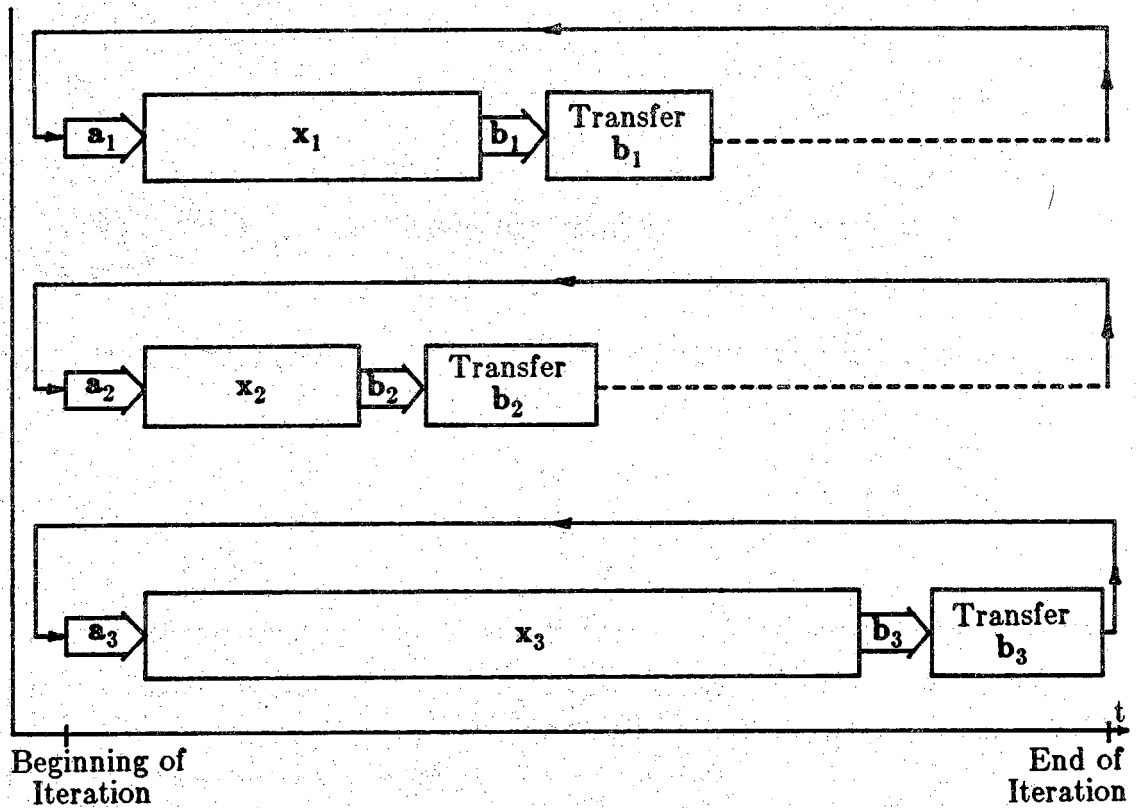 a₁
x₁
b₁
Transfer
b₁
a₂
x₂
b₂
Transfer
b₂
a₃
x₃
b₃
Transfer
b₃
t
Beginning of
Iteration
End of
Iteration